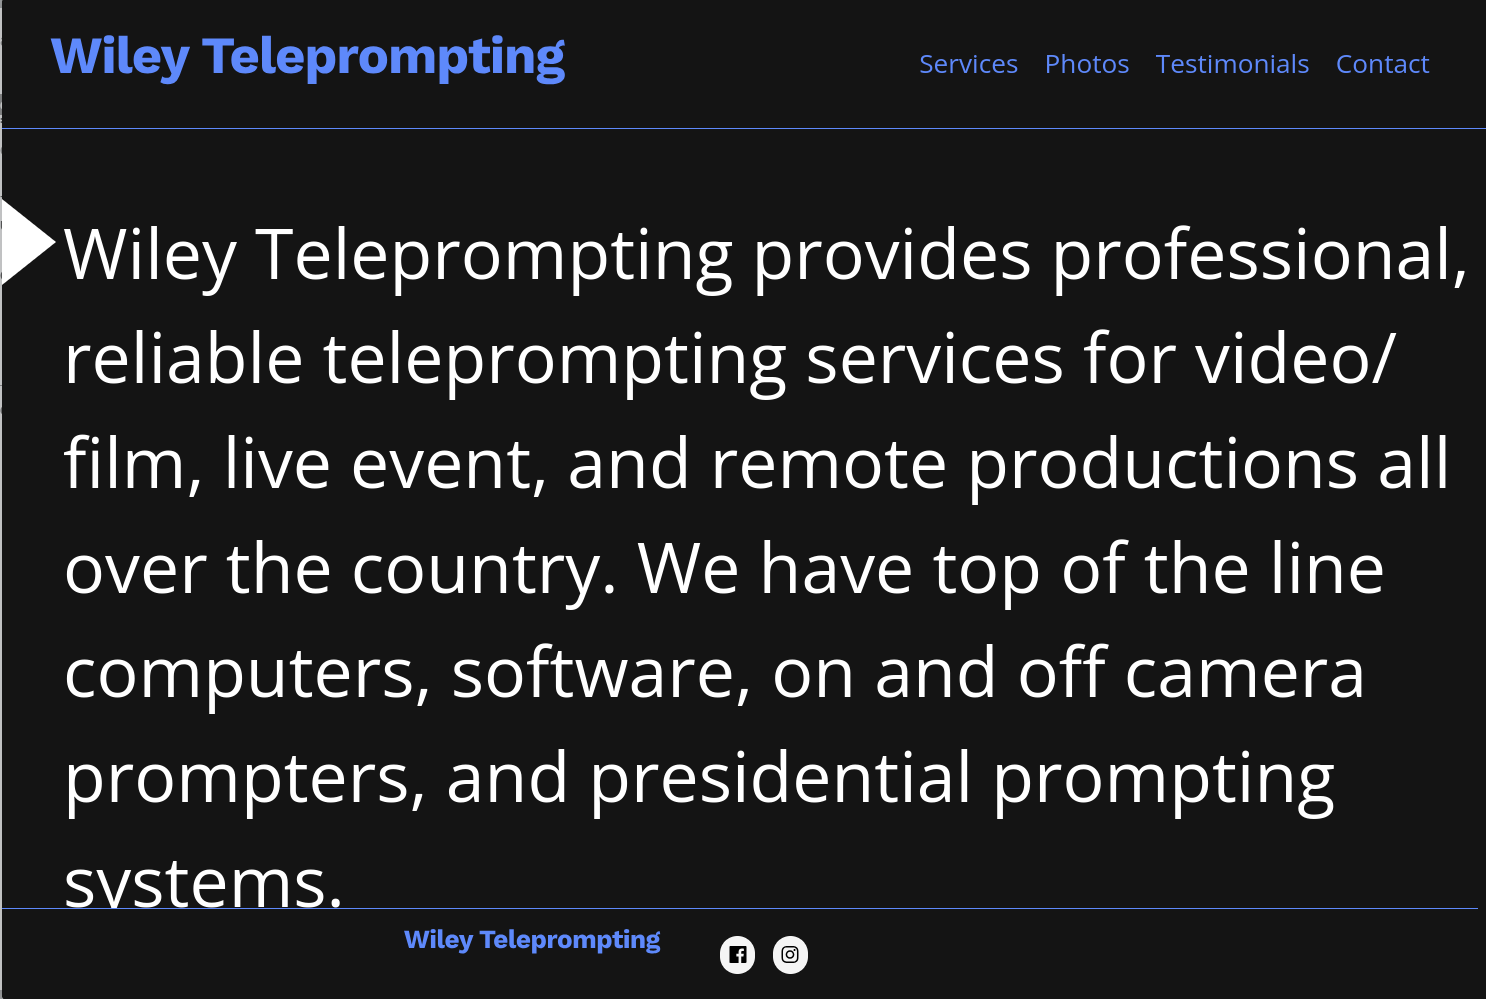 Wiley Teleprompting
Services Photos Testimonials Contact
Wiley Teleprompting provides professional,
reliable teleprompting services for video/
film, live event, and remote productions all
over the country. We have top of the line
computers, software, on and off camera
prompters, and presidential prompting
systems.
Wiley Teleprompting